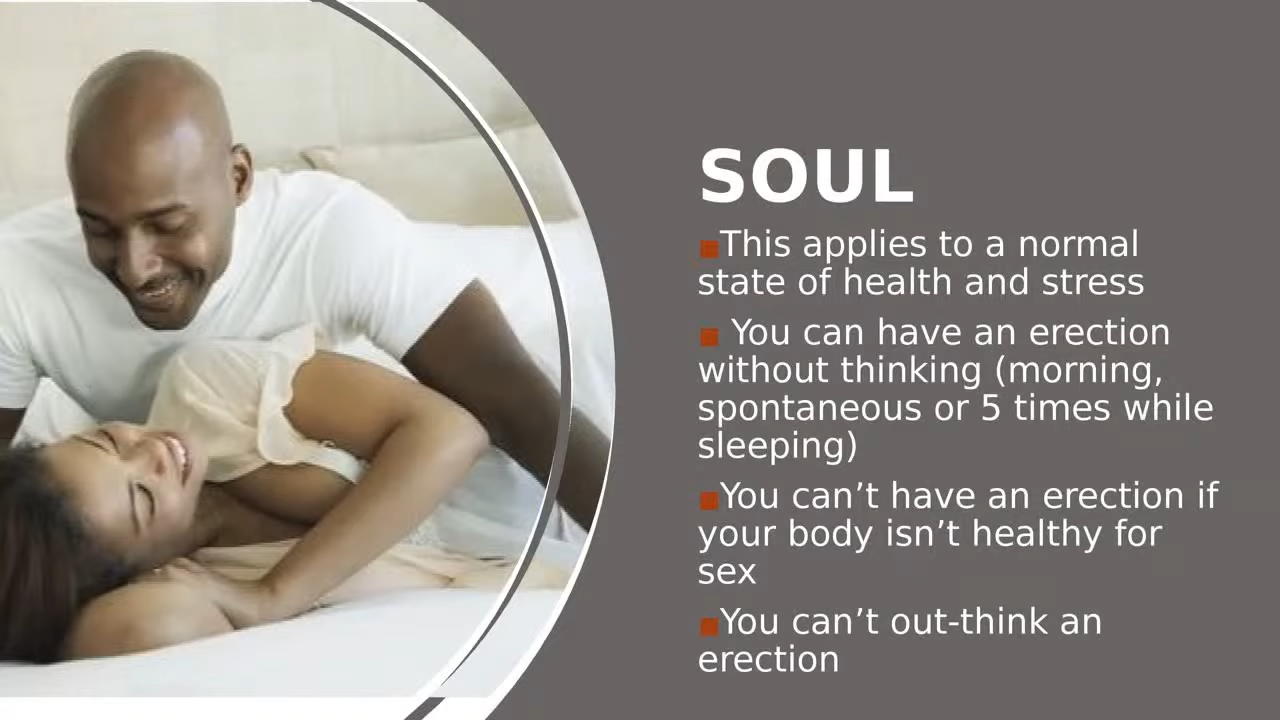 SOUL
This applies to a normal
state of health and stress
You can have an erection
without thinking (morning,
spontaneous or 5 times while
sleeping)
You can’t have an erection if
your body isn’t healthy for
sex
You can’t out-think an
erection